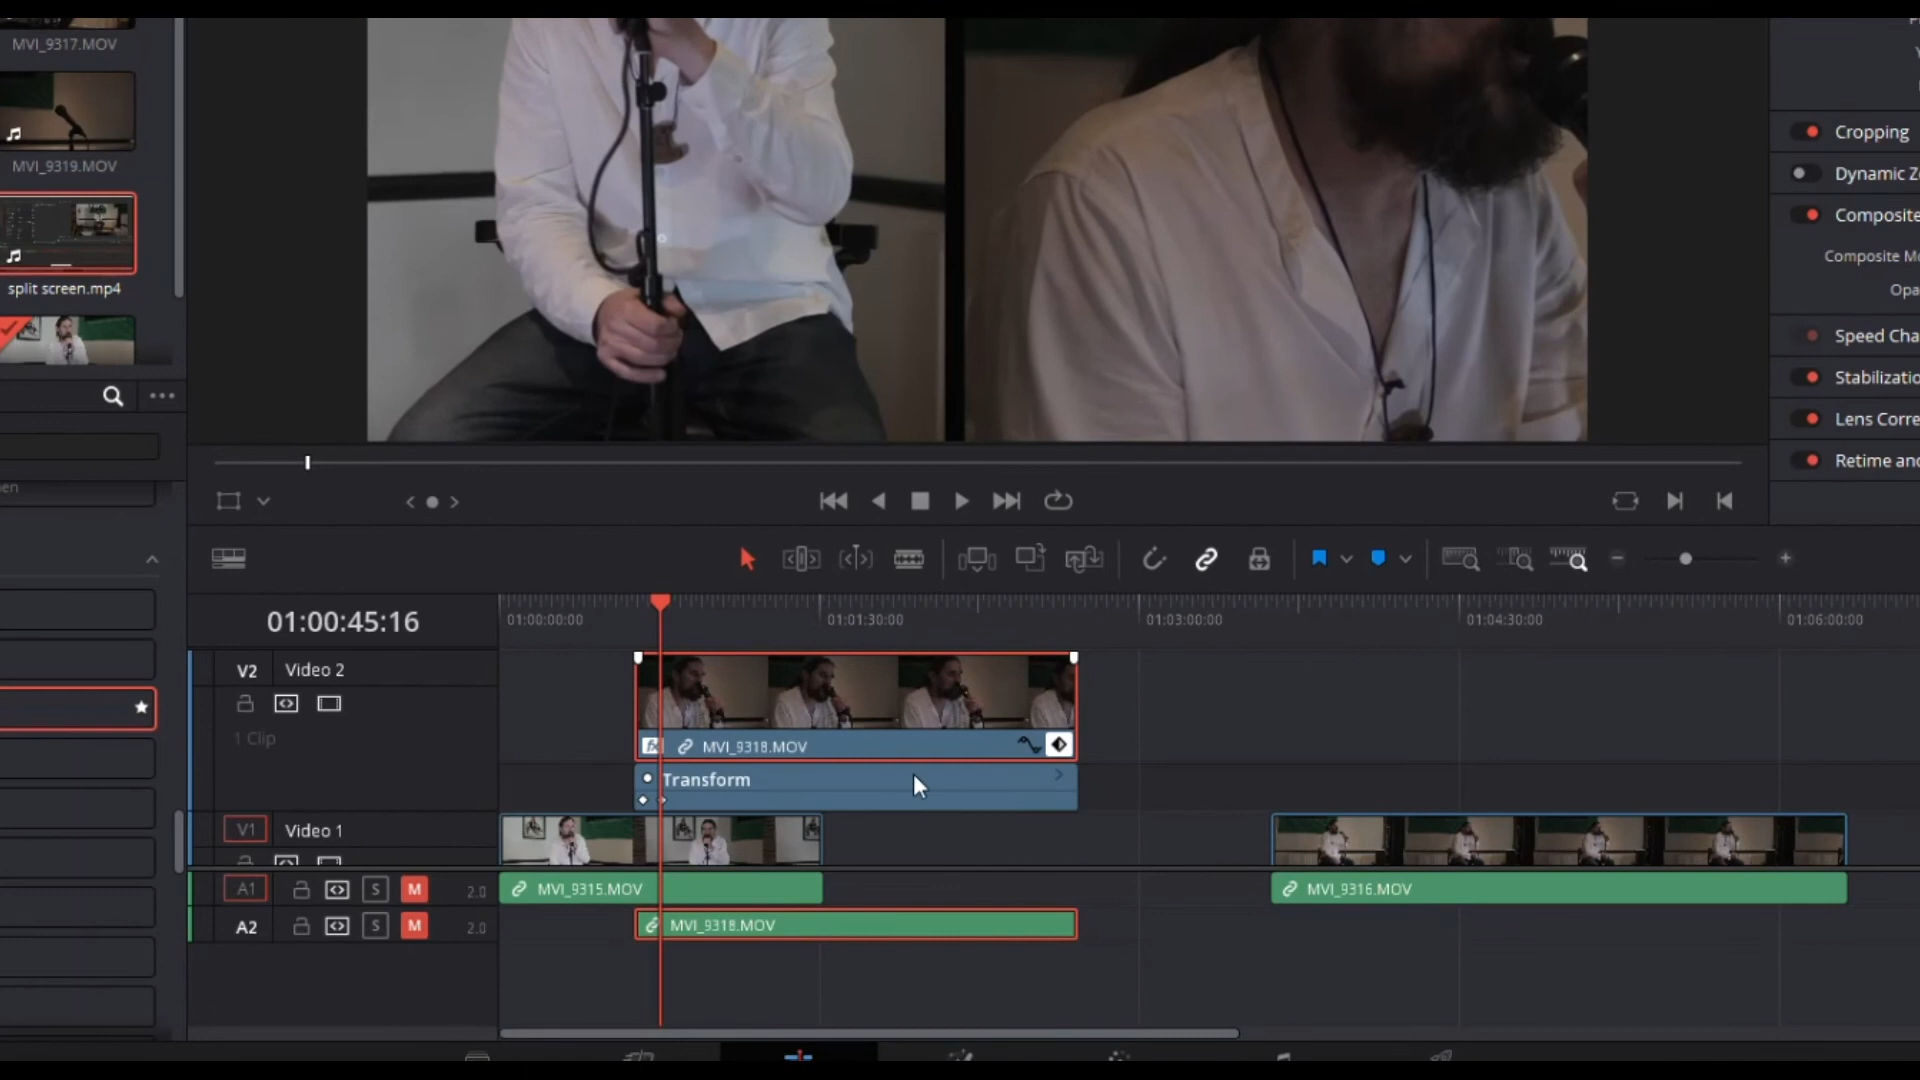 MVI_9317.MOV
MVI_9319.MOV
split screen.mp4
Cropping
Dynamic Z
Composite
Composite Mo
Opa
Speed Cha
Stabilizatio
Lens Corre
Retime and
01:00:45:16
01:00:00:00
01:01:30:00
01:03:00:00
01:04:30:00
01:06:00:00
V2
Video 2
1 Clip
fx
MVI_9318.MOV
Transform
V1
Video 1
A1
S
M
2.0
MVI_9315.MOV
MVI_9316.MOV
A2
S
M
2.0
MVI_9318.MOV